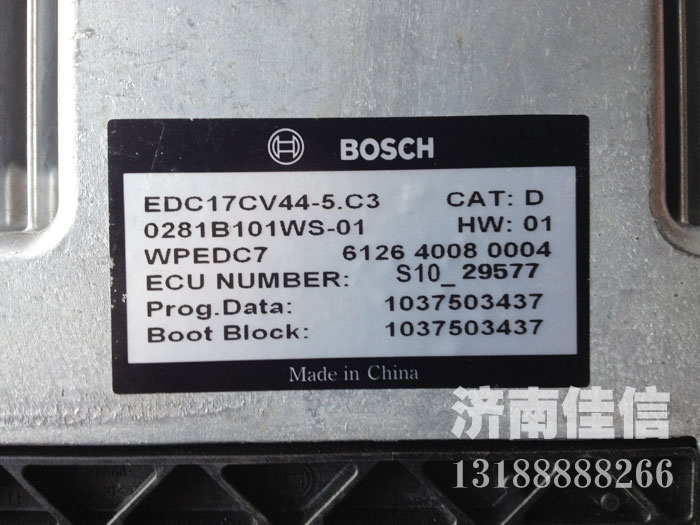 BOSCH
EDC17CV44-5.C3 CAT: D
0281B101WS-01 HW: 01
WPEDC7 6126 4008 0004
ECU NUMBER: S10_29577
Prog.Data: 1037503437
Boot Block: 1037503437
Made in China
济南佳信
13188888266